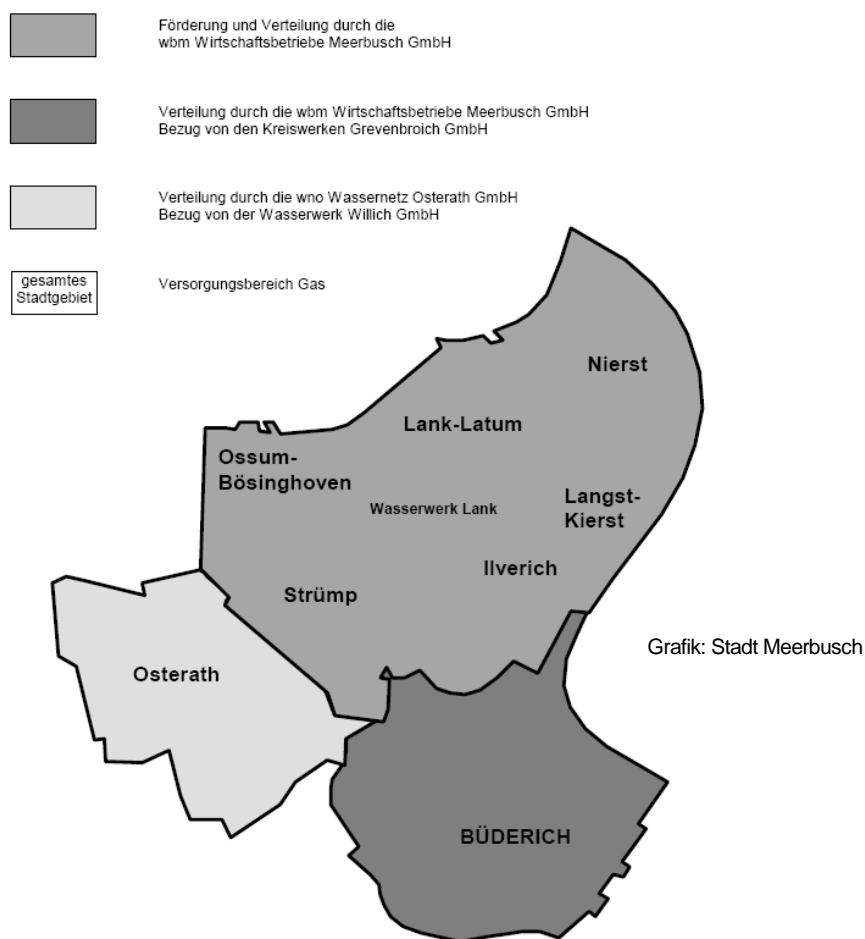 Förderung und Verteilung durch die
wbm Wirtschaftsbetriebe Meerbusch GmbH
Verteilung durch die wbm Wirtschaftsbetriebe Meerbusch GmbH
Bezug von den Kreiswerken Grevenbroich GmbH
Verteilung durch die wno Wassernetz Osterath GmbH
Bezug von der Wasserwerk Willich GmbH
gesamtes
Stadtgebiet
Versorgungsbereich Gas
Nierst
Lank-Latum
Ossum-
Bösinghoven
Wasserwerk Lank
Langst-
Kierst
Ilverich
Strümp
Osterath
Grafik: Stadt Meerbusch
BÜDERICH